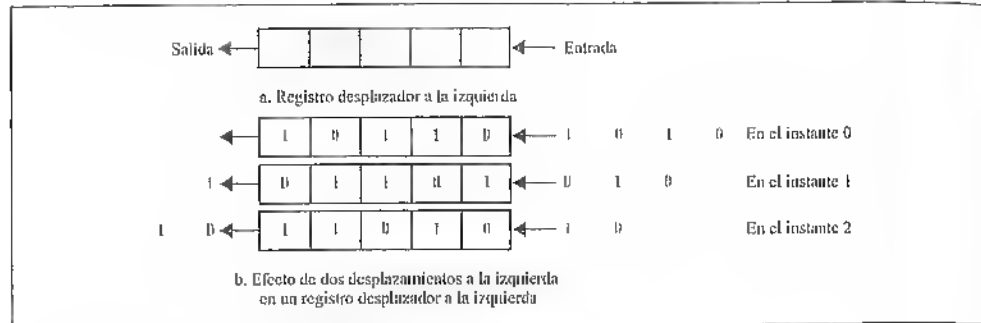 Salida Entrada
a. Registro desplazador a la izquierda
1 0 1 1 0 1 0 1 0 En el instante 0
1 0 1 1 0 1 0 1 0 En el instante 1
1 0 1 1 0 1 0 1 0 En el instante 2
b. Efecto de dos desplazamientos a la izquierda
en un registro desplazador a la izquierda